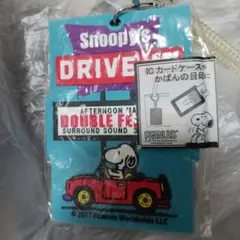 Snoopy's
DRIVE
AFTERNOON
DOUBLE
SURROUND SOUND
ICカードケースや
かばんの目印に
PEANUTS
© 2017 Peanuts Worldwide LLC